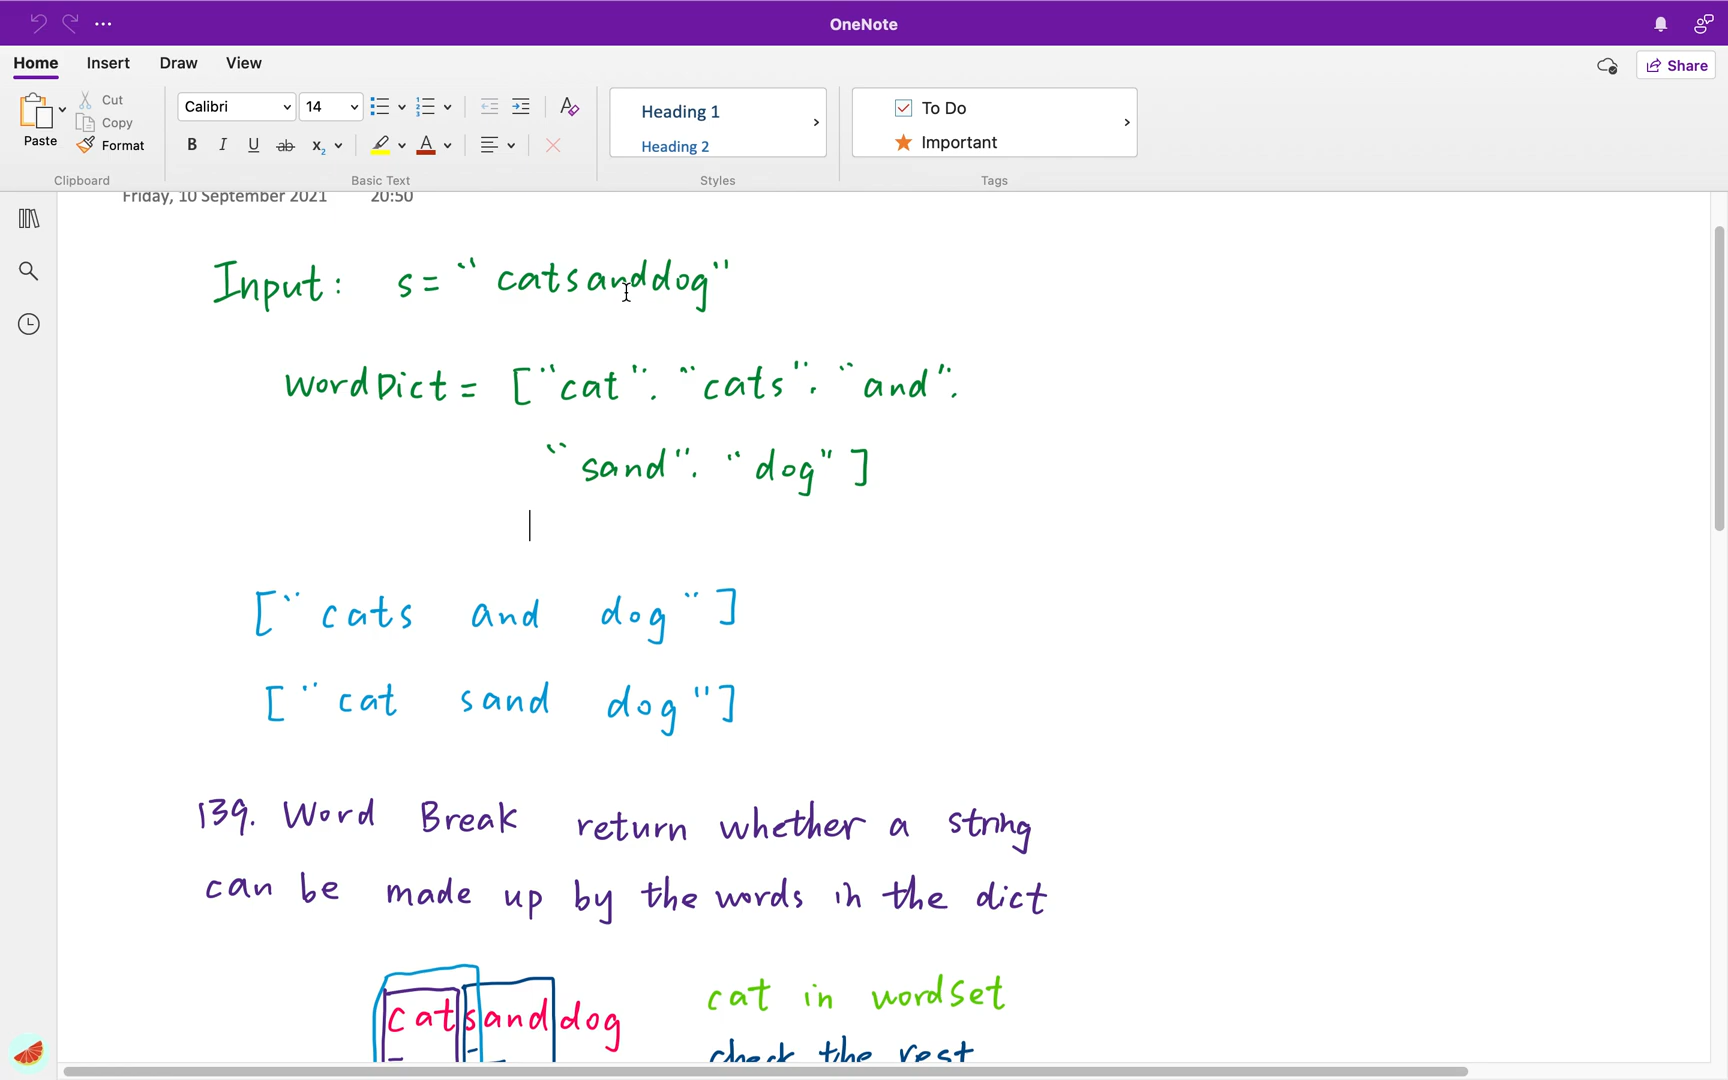 OneNote
Home Insert Draw View
Share
Paste
Cut
Copy
Format
Calibri 14
Heading 1
Heading 2
To Do
Important
Clipboard Basic Text Styles Tags
Friday, 10 September 2021 20:50
Input: s= "catsanddog"
wordDict = ["cat". "cats". "and".
"sand". "dog"]
["cats and dog"]
["cat sand dog"]
139. Word Break return whether a string
can be made up by the words in the dict
catsanddog cat in wordSet
check the rest